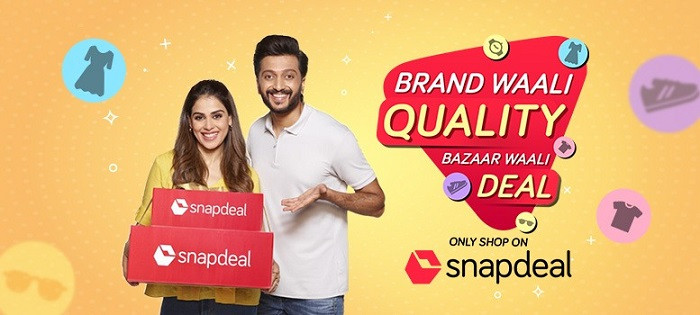 BRAND WAALI
QUALITY
BAZAAR WAALI
DEAL
ONLY SHOP ON
snapdeal
snapdeal
snapdeal